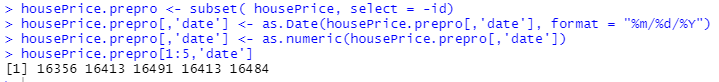 > housePrice.prepro <- subset( housePrice, select = -id)
> housePrice.prepro[,'date'] <- as.Date(housePrice.prepro[,'date'], format = "%m/%d/%Y")
> housePrice.prepro[,'date'] <- as.numeric(housePrice.prepro[,'date'])
> housePrice.prepro[1:5,'date']
[1] 16356 16413 16491 16413 16484